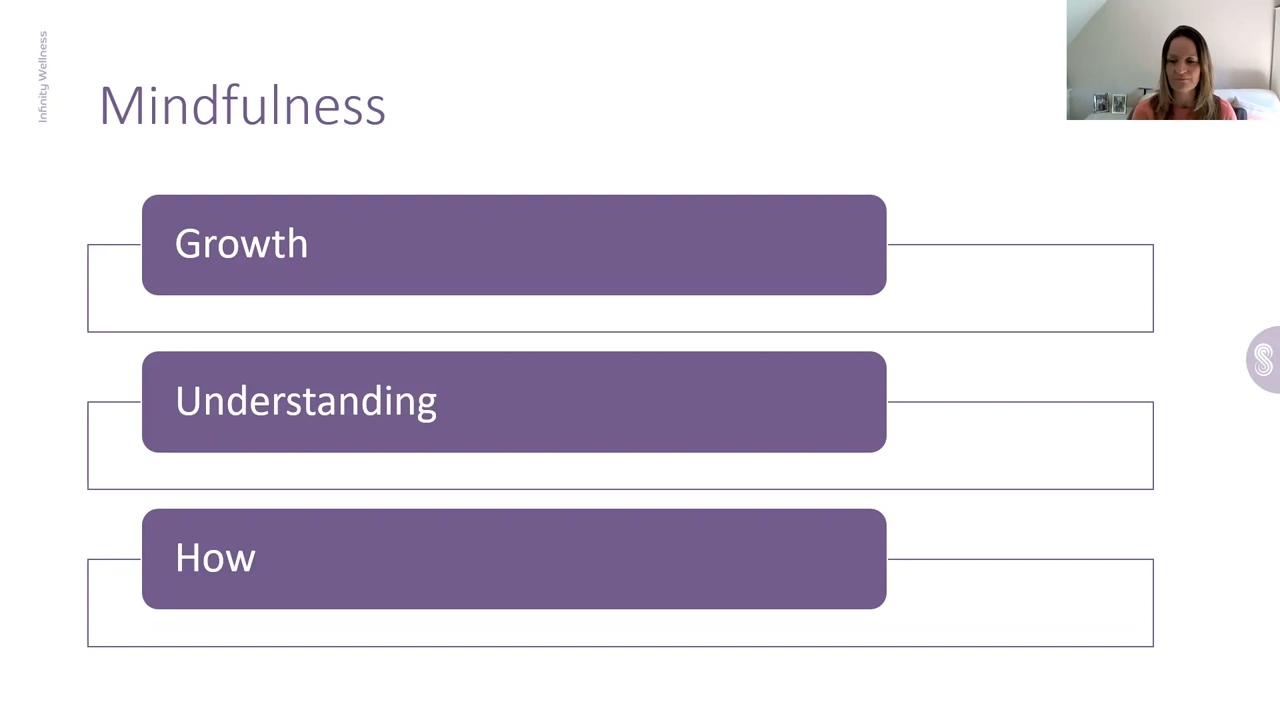 Infinity Wellness
Mindfulness
Growth
Understanding
How